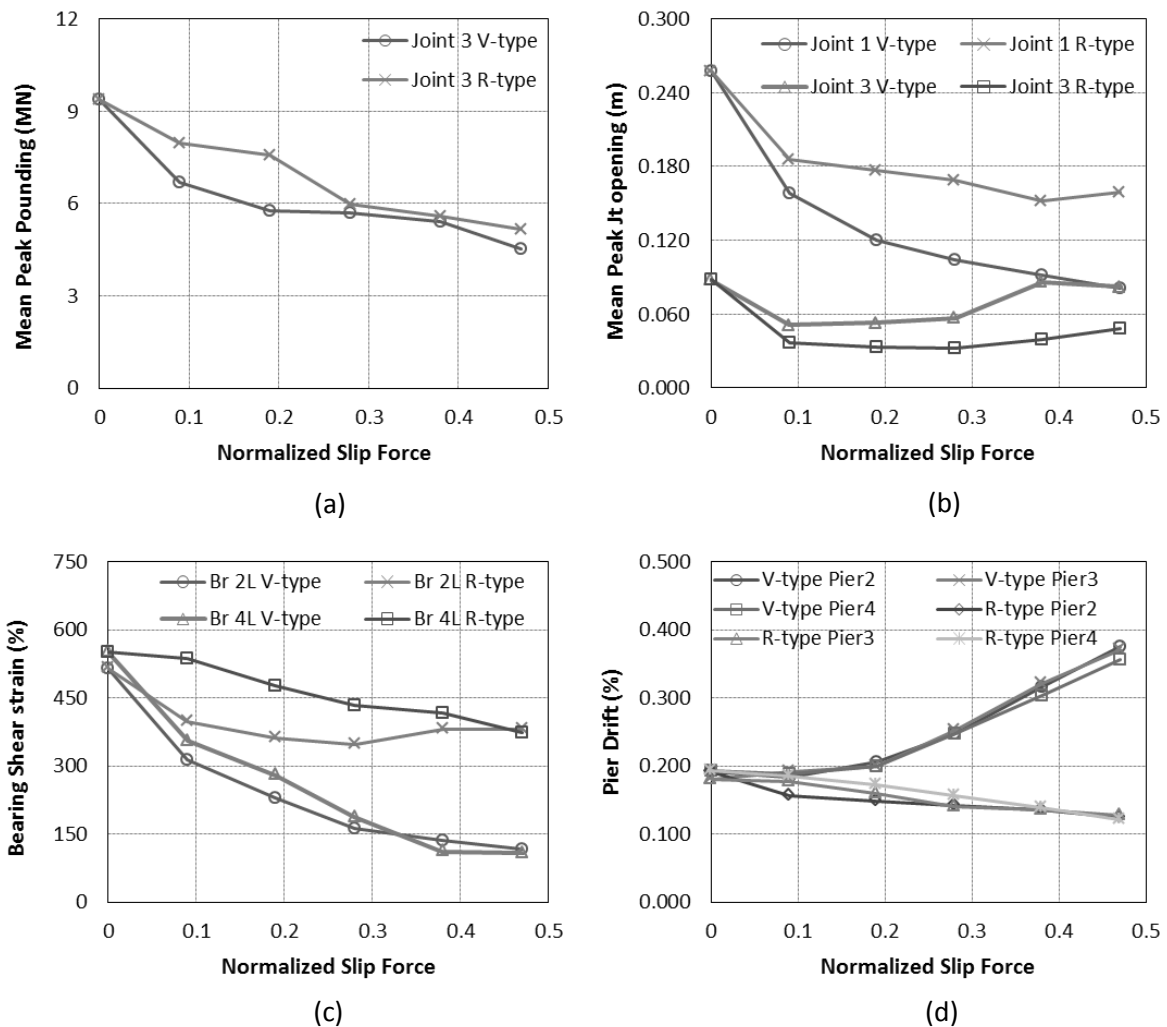 12
9
6
3
0
Mean Peak Pounding (MN)
Joint 3 V-type
Joint 3 R-type
0 0.1 0.2 0.3 0.4 0.5
Normalized Slip Force
(a)
0.300
0.240
0.180
0.120
0.060
0.000
Mean Peak Jt opening (m)
Joint 1 V-type Joint 1 R-type
Joint 3 V-type Joint 3 R-type
0 0.1 0.2 0.3 0.4 0.5
Normalized Slip Force
(b)
750
600
450
300
150
0
Bearing Shear strain (%)
Br 2L V-type Br 2L R-type
Br 4L V-type Br 4L R-type
0 0.1 0.2 0.3 0.4 0.5
Normalized Slip Force
(c)
0.500
0.400
0.300
0.200
0.100
0.000
Pier Drift (%)
V-type Pier2 V-type Pier3
V-type Pier4 R-type Pier2
R-type Pier3 R-type Pier4
0 0.1 0.2 0.3 0.4 0.5
Normalized Slip Force
(d)